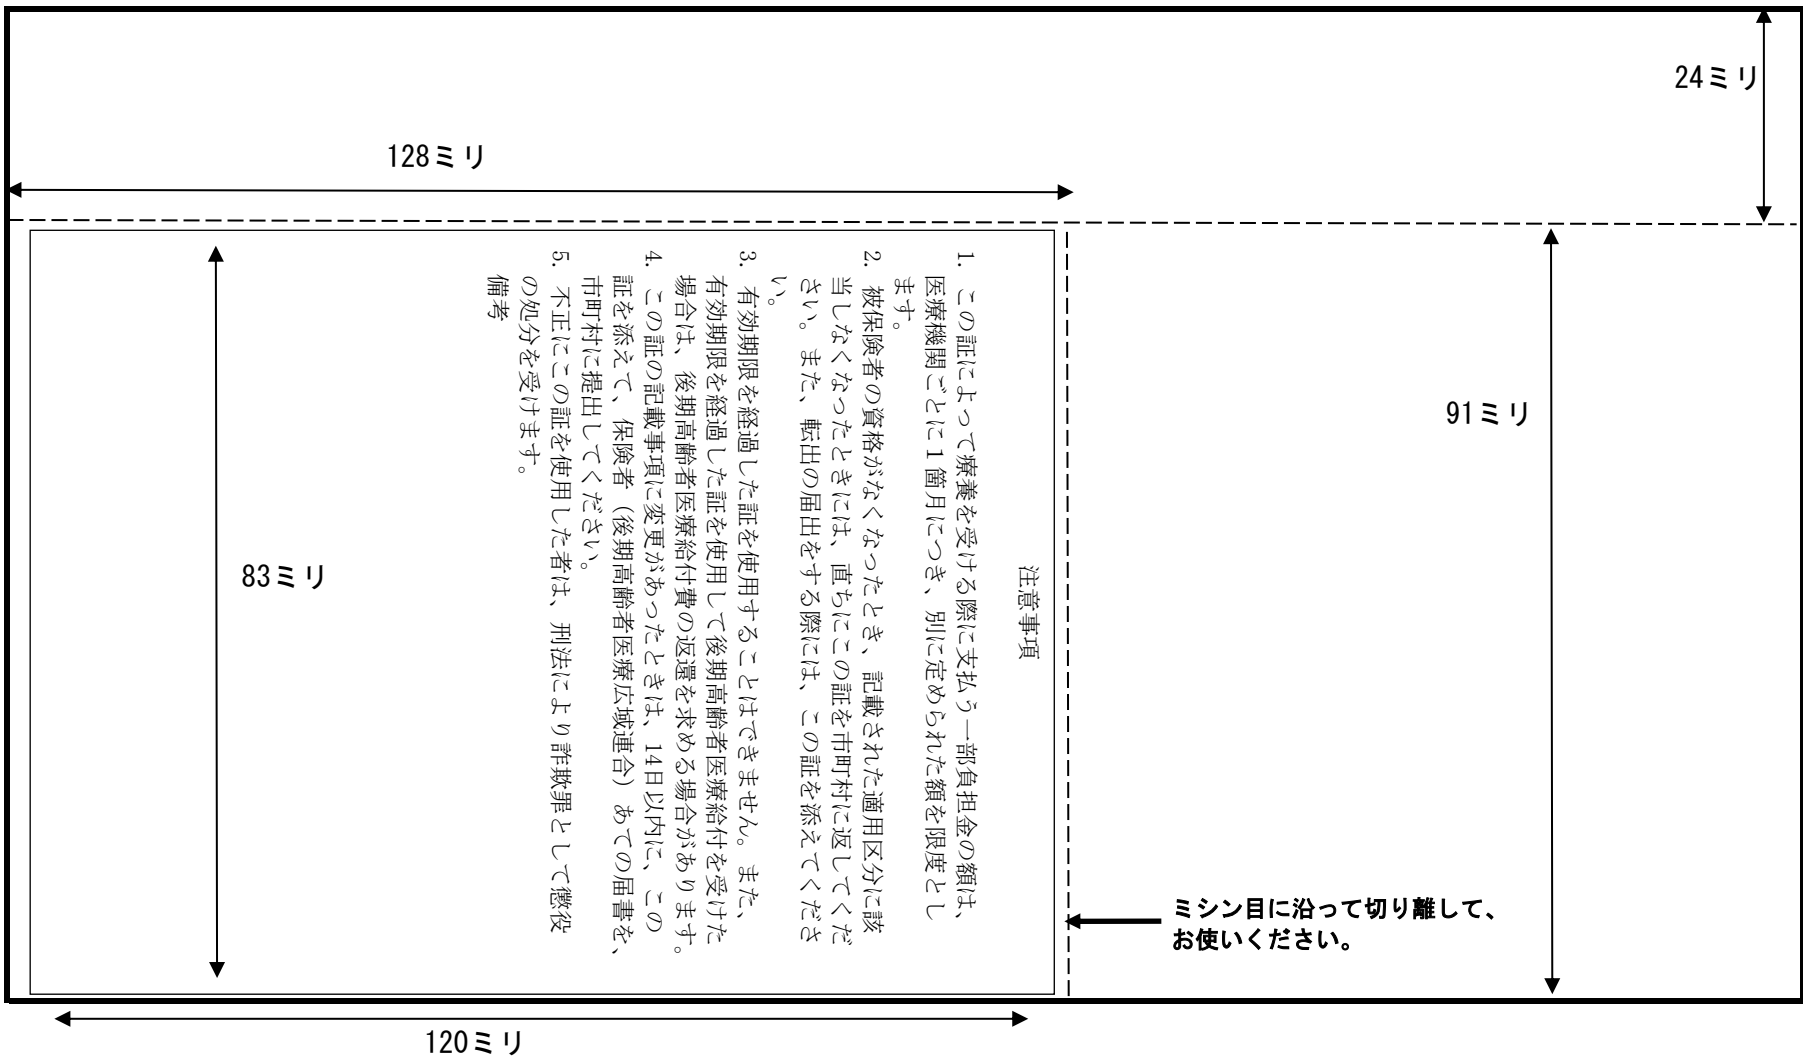 24ミリ
128ミリ
注意事項
1. この証によって療養を受ける際に支払う一部負担金の額は、
医療機関ごとに１箇月につき、別に定められた額を限度とし
ます。
2. 被保険者の資格がなくなったとき、記載された適用区分に該
当しなくなったときには、直ちにこの証を市町村に返してくだ
さい。また、転出の届出をする際には、この証を添えてくださ
い。
3. 有効期限を経過した証を使用することはできません。また、
有効期限を経過した証を使用して後期高齢者医療給付を受けた
場合は、後期高齢者医療給付費の返還を求める場合があります。
4. この証の記載事項に変更があったときは、14日以内に、この
証を添えて、保険者（後期高齢者医療広域連合）あての届書を、
市町村に提出してください。
5. 不正にこの証を使用した者は、刑法により詐欺罪として懲役
の処分を受けます。
備考
91ミリ
83ミリ
ミシン目に沿って切り離して、
お使いください。
120ミリ